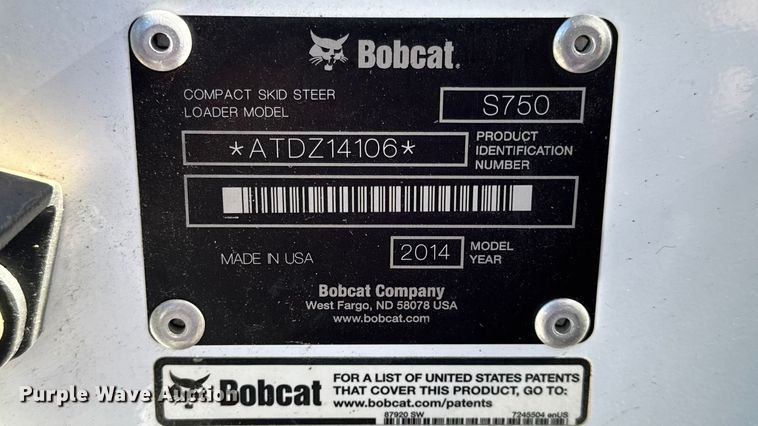 Bobcat.
COMPACT SKID STEER
LOADER MODEL
S750
*ATDZ14106*
PRODUCT
IDENTIFICATION
NUMBER
MADE IN USA
2014
MODEL
YEAR
Bobcat Company
West Fargo, ND 58078 USA
www.bobcat.com
Bobcat
FOR A LIST OF UNITED STATES PATENTS
THAT COVER THIS PRODUCT, GO TO:
www.bobcat.com/patents
87920 SW
7245504 enUS
Purple Wave Auction